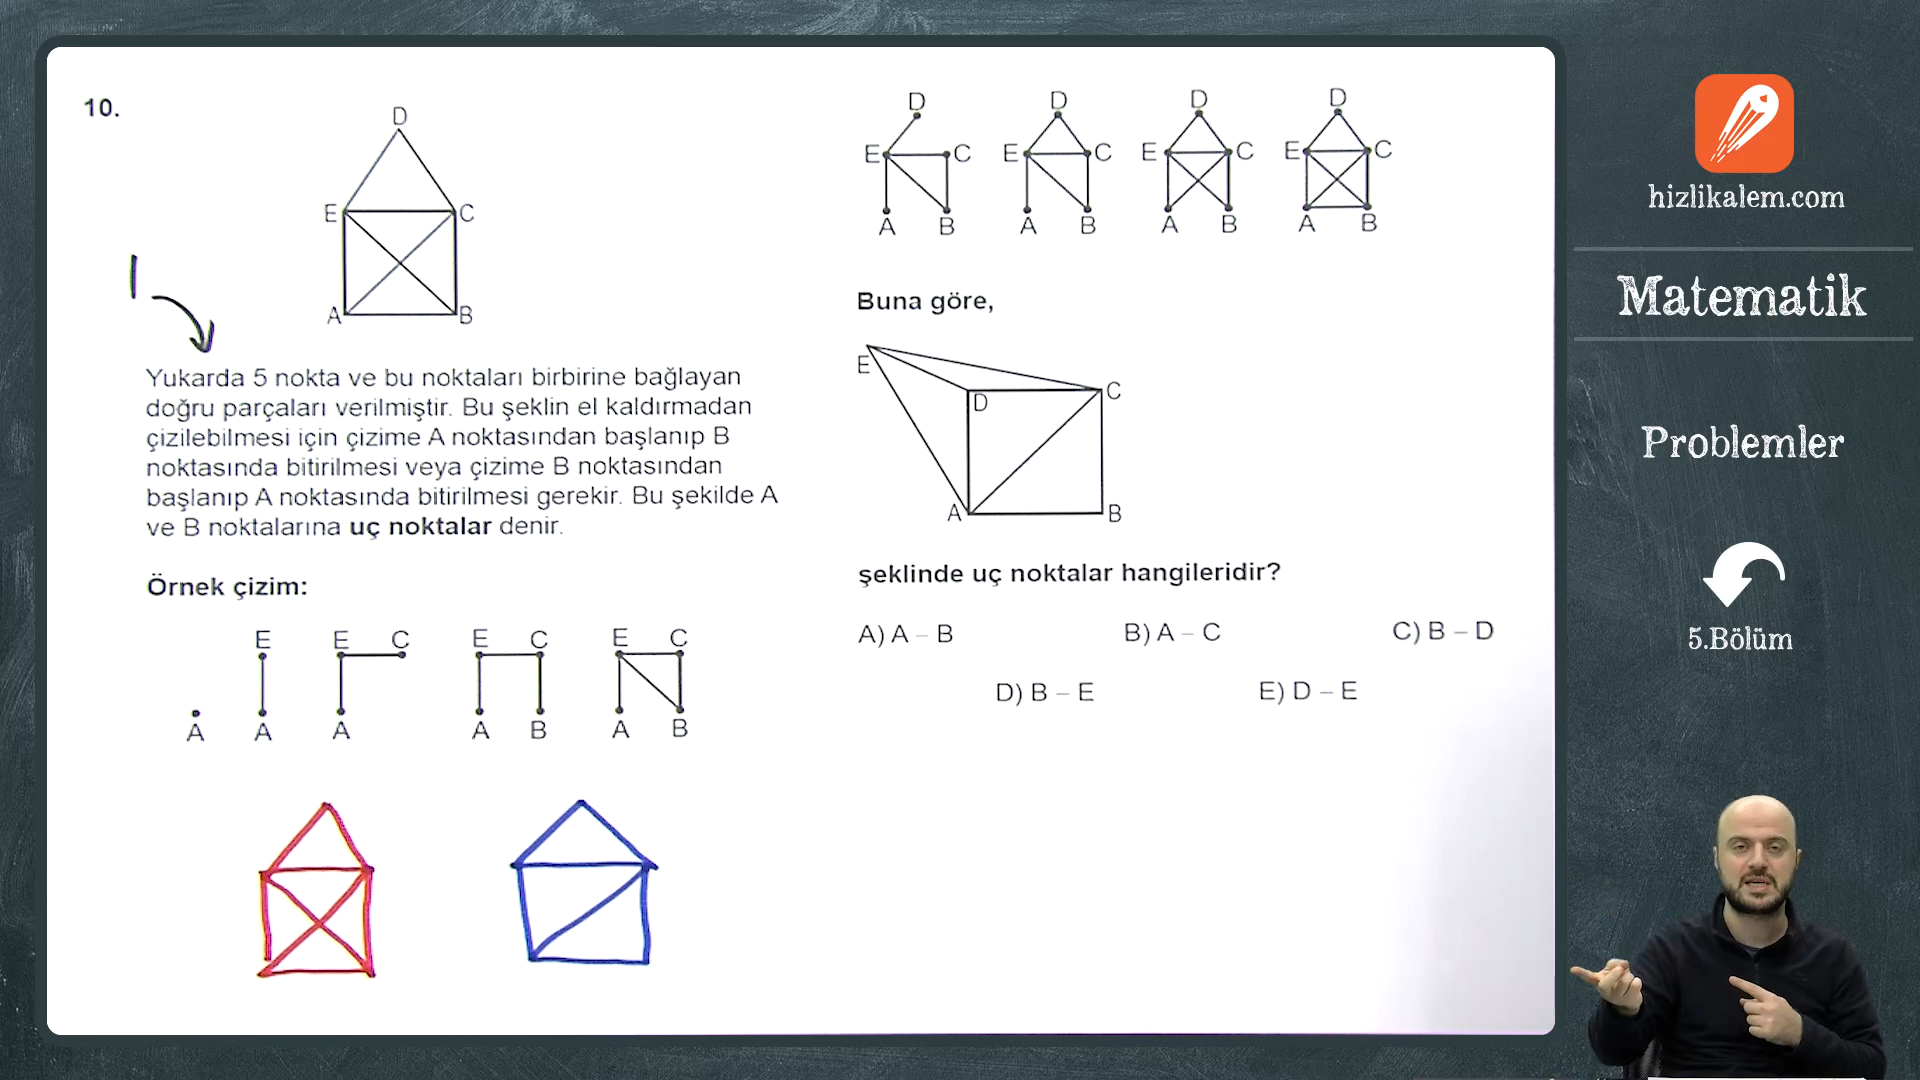 10.
D
E
C
A
B
1
Yukarda 5 nokta ve bu noktaları birbirine bağlayan
doğru parçaları verilmiştir. Bu şeklin el kaldırmadan
çizilebilmesi için çizime A noktasından başlanıp B
noktasında bitirilmesi veya çizime B noktasından
başlanıp A noktasında bitirilmesi gerekir. Bu şekilde A
ve B noktalarına uç noktalar denir.
Örnek çizim:
E E C E C E C
A A A A B A B
D D D D
E C E C E C E C
A B A B A B A B
Buna göre,
E
D
C
A
B
şeklinde uç noktalar hangileridir?
A) A – B B) A – C C) B – D
D) B – E E) D – E
hizlikalem.com
Matematik
Problemler
5.Bölüm